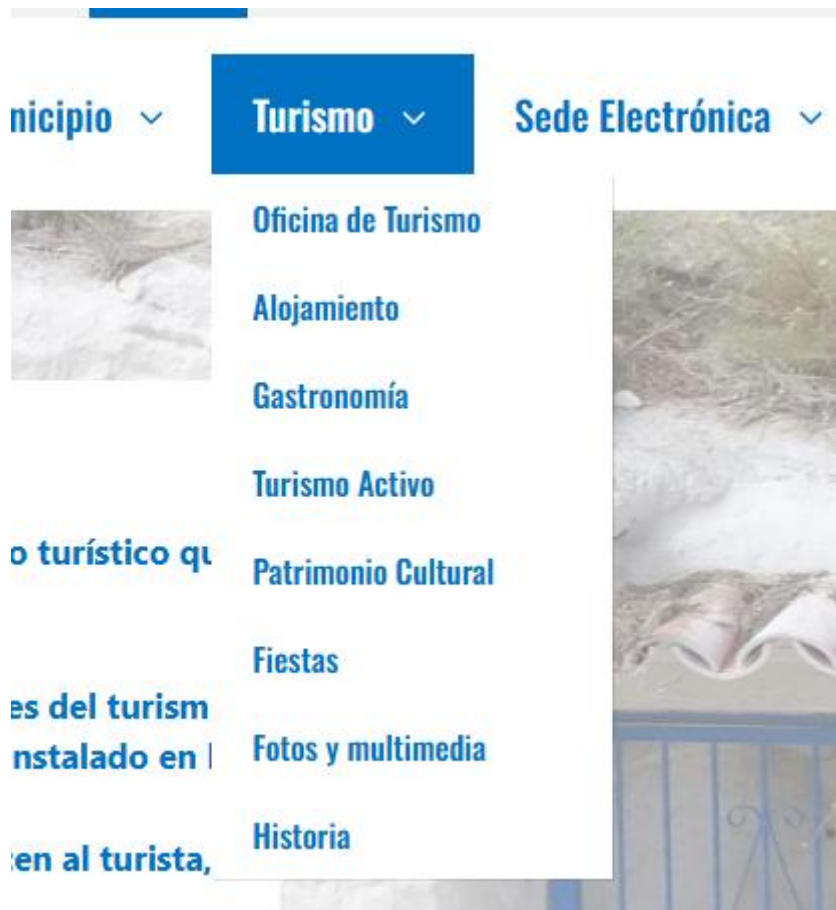 nicipio
Turismo
Sede Electrónica
Oficina de Turismo
Alojamiento
Gastronomía
Turismo Activo
o turístico qu
Patrimonio Cultural
Fiestas
es del turism
nstalado en
Fotos y multimedia
Historia
en al turista,